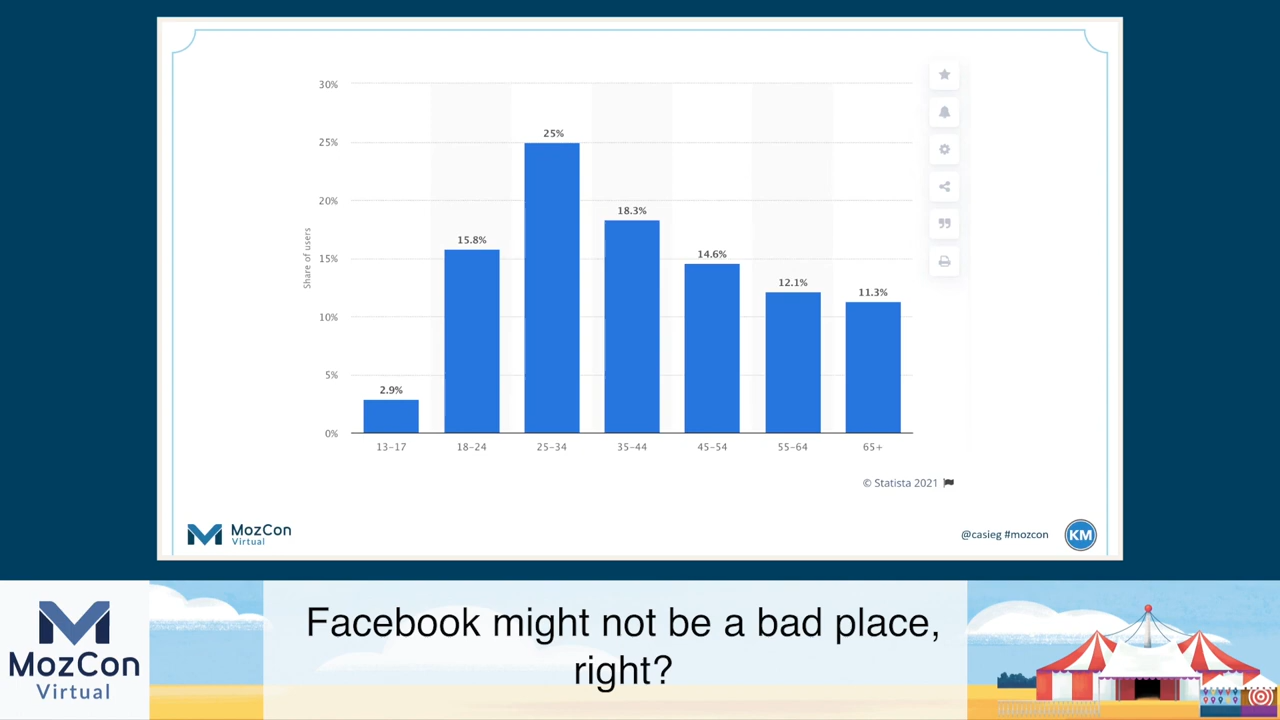 30%
25%
20%
15%
10%
5%
0%
Share of users
2.9%
15.8%
25%
18.3%
14.6%
12.1%
11.3%
13-17
18-24
25-34
35-44
45-54
55-64
65+
© Statista 2021
MozCon
Virtual
@casieg #mozcon
KM
MozCon
Virtual
Facebook might not be a bad place,
right?